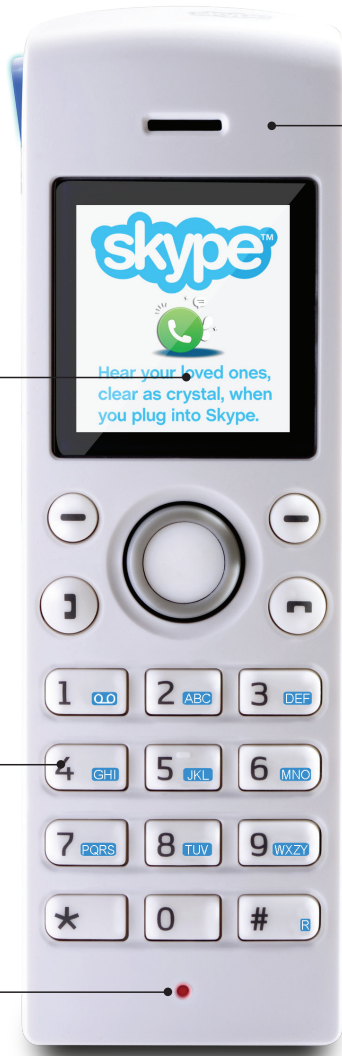 skype™
Hear your loved ones,
clear as crystal, when
you plug into Skype.
1 2 ABC 3 DEF
4 GHI 5 JKL 6 MNO
7 PQRS 8 TUV 9 WXZY
* 0 # R